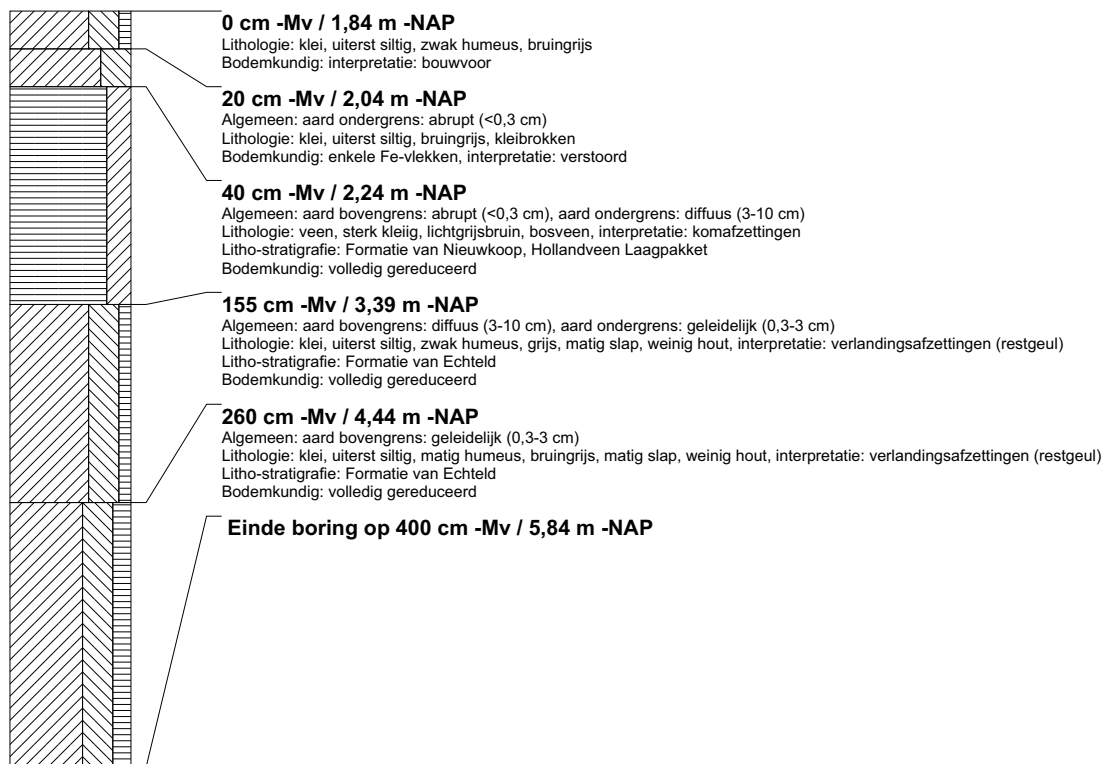 0 cm -Mv / 1,84 m -NAP
Lithologie: klei, uiterst siltig, zwak humeus, bruingrijs
Bodemkundig: interpretatie: bouwvoor
20 cm -Mv / 2,04 m -NAP
Algemeen: aard ondergrens: abrupt (<0,3 cm)
Lithologie: klei, uiterst siltig, bruingrijs, kleibrokken
Bodemkundig: enkele Fe-vlekken, interpretatie: verstoord
40 cm -Mv / 2,24 m -NAP
Algemeen: aard bovengrens: abrupt (<0,3 cm), aard ondergrens: diffuus (3-10 cm)
Lithologie: veen, sterk kleiig, lichtgrijsbruin, bosveen, interpretatie: komafzettingen
Litho-stratigrafie: Formatie van Nieuwkoop, Hollandveen Laagpakket
Bodemkundig: volledig gereduceerd
155 cm -Mv / 3,39 m -NAP
Algemeen: aard bovengrens: diffuus (3-10 cm), aard ondergrens: geleidelijk (0,3-3 cm)
Lithologie: klei, uiterst siltig, zwak humeus, grijs, matig slap, weinig hout, interpretatie: verlandingsafzettingen (restgeul)
Litho-stratigrafie: Formatie van Echteld
Bodemkundig: volledig gereduceerd
260 cm -Mv / 4,44 m -NAP
Algemeen: aard bovengrens: geleidelijk (0,3-3 cm)
Lithologie: klei, uiterst siltig, matig humeus, bruingrijs, matig slap, weinig hout, interpretatie: verlandingsafzettingen (restgeul)
Litho-stratigrafie: Formatie van Echteld
Bodemkundig: volledig gereduceerd
Einde boring op 400 cm -Mv / 5,84 m -NAP